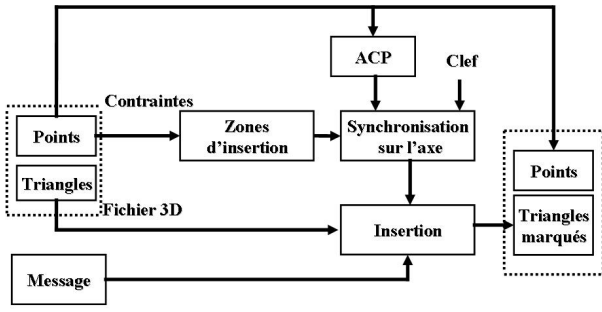 ACP
Clef
Contraintes
Points
Zones
d'insertion
Synchronisation
sur l'axe
Triangles
Points
Fichier 3D
Insertion
Triangles
marqués
Message